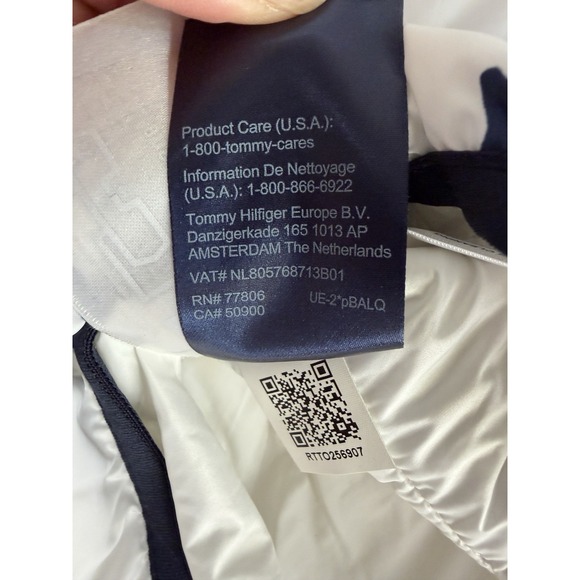 Product Care (U.S.A.):
1-800-tommy-cares
Information De Nettoyage
(U.S.A.): 1-800-866-6922
Tommy Hilfiger Europe B.V.
Danzigerkade 165 1013 AP
AMSTERDAM The Netherlands
VAT# NL805768713B01
RN# 77806
CA# 50900
UE-2*pBALQ
RTTO256907